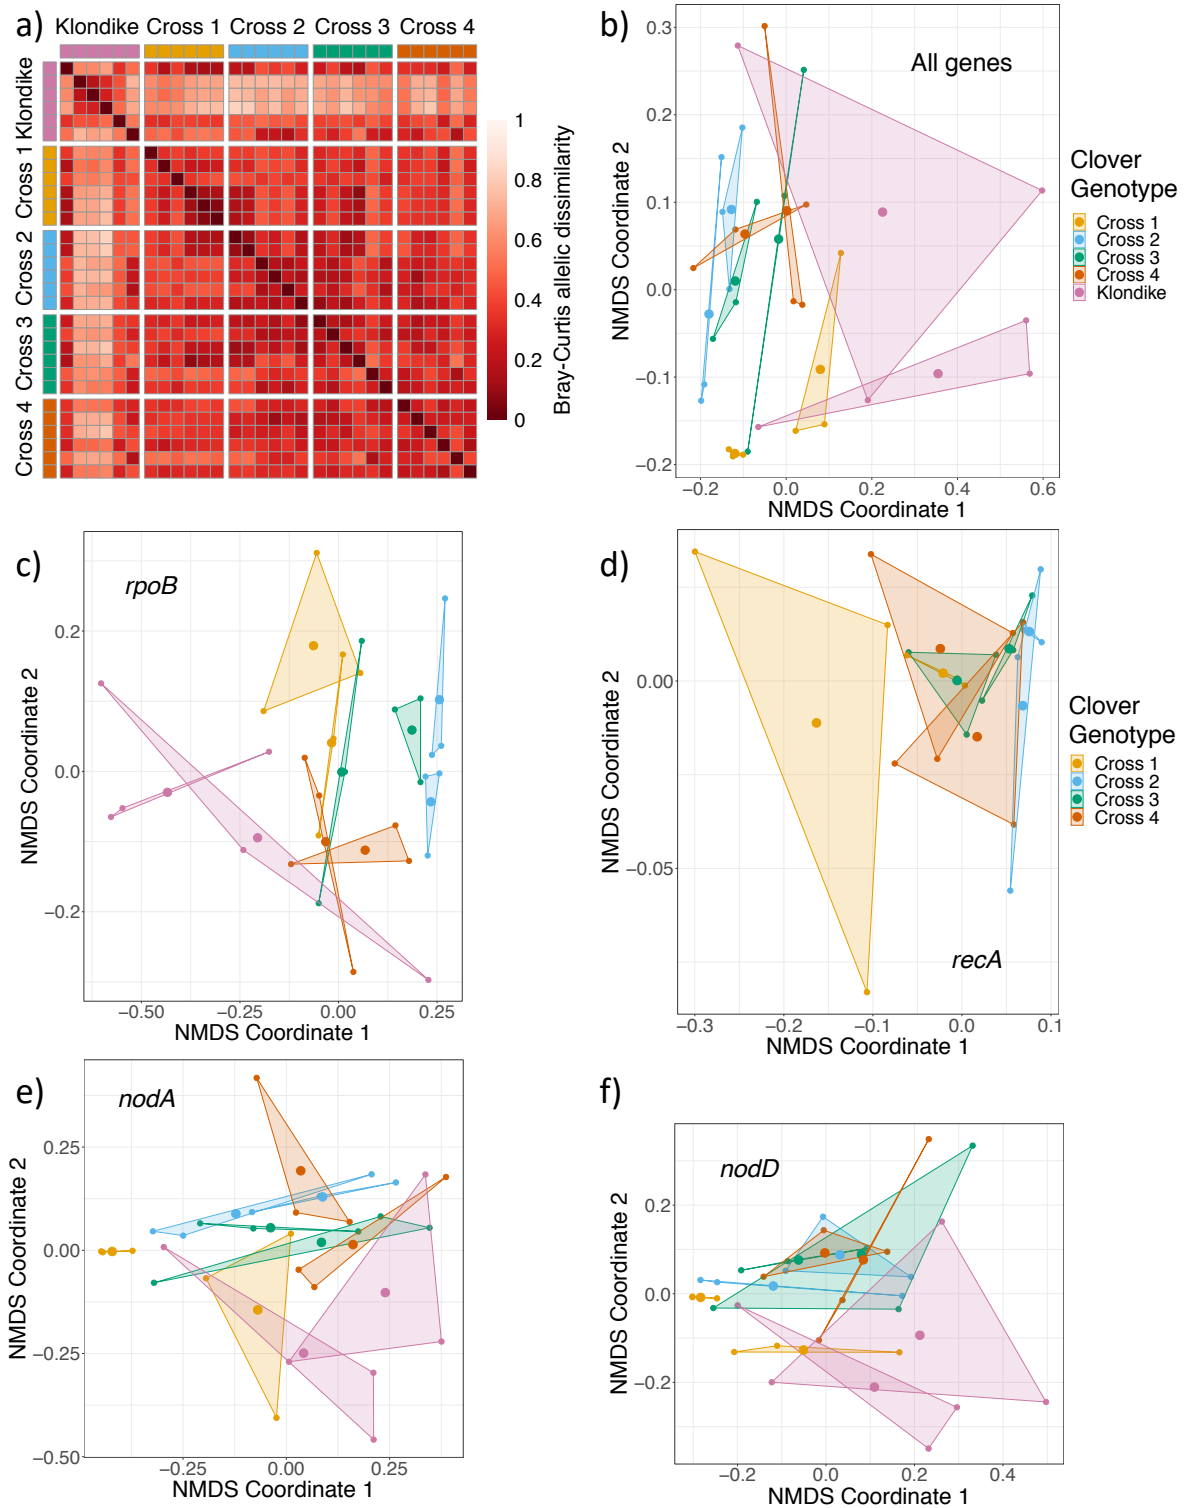 a)
Klondike Cross 1 Cross 2 Cross 3 Cross 4
Klondike
Cross 1
Cross 2
Cross 3
Cross 4
1
0.8
0.6
0.4
0.2
0
Bray-Curtis allelic dissimilarity
b)
All genes
0.3
0.2
0.1
0.0
−0.1
−0.2
NMDS Coordinate 2
−0.2 0.0 0.2 0.4 0.6
NMDS Coordinate 1
Clover
Genotype
Cross 1
Cross 2
Cross 3
Cross 4
Klondike
c)
rpoB
0.2
0.0
−0.2
NMDS Coordinate 2
−0.50 −0.25 0.00 0.25
NMDS Coordinate 1
d)
recA
0.00
−0.05
NMDS Coordinate 2
−0.3 −0.2 −0.1 0.0 0.1
NMDS Coordinate 1
Clover
Genotype
Cross 1
Cross 2
Cross 3
Cross 4
e)
nodA
0.25
0.00
−0.25
−0.50
NMDS Coordinate 2
−0.25 0.00 0.25
NMDS Coordinate 1
f)
nodD
0.2
0.0
−0.2
NMDS Coordinate 2
−0.2 0.0 0.2 0.4
NMDS Coordinate 1